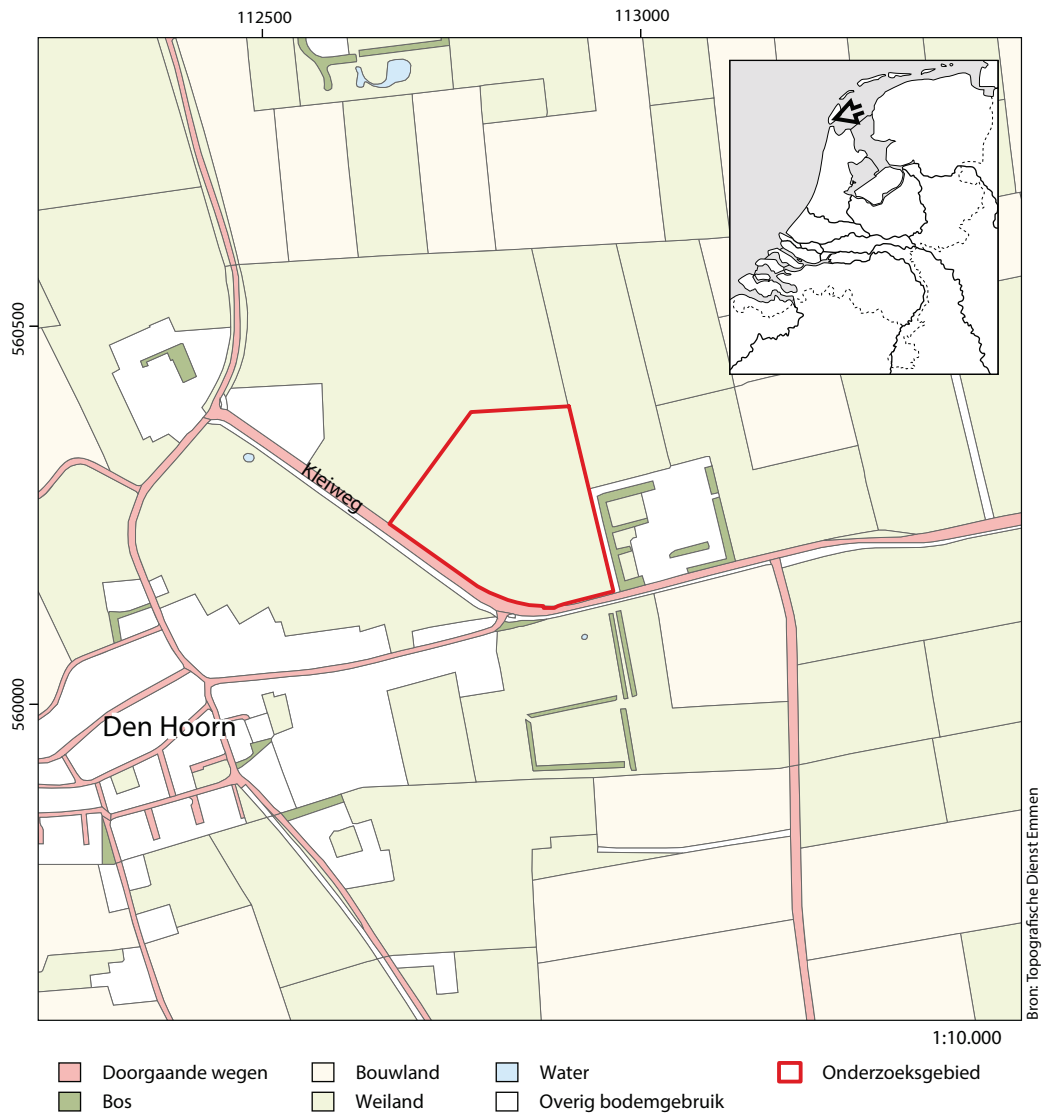 112500
113000
560500
Kleiweg
560000
Den Hoorn
Bron: Topografische Dienst Emmen
1:10.000
Doorgaande wegen
Bouwland
Water
Onderzoeksgebied
Bos
Weiland
Overig bodemgebruik